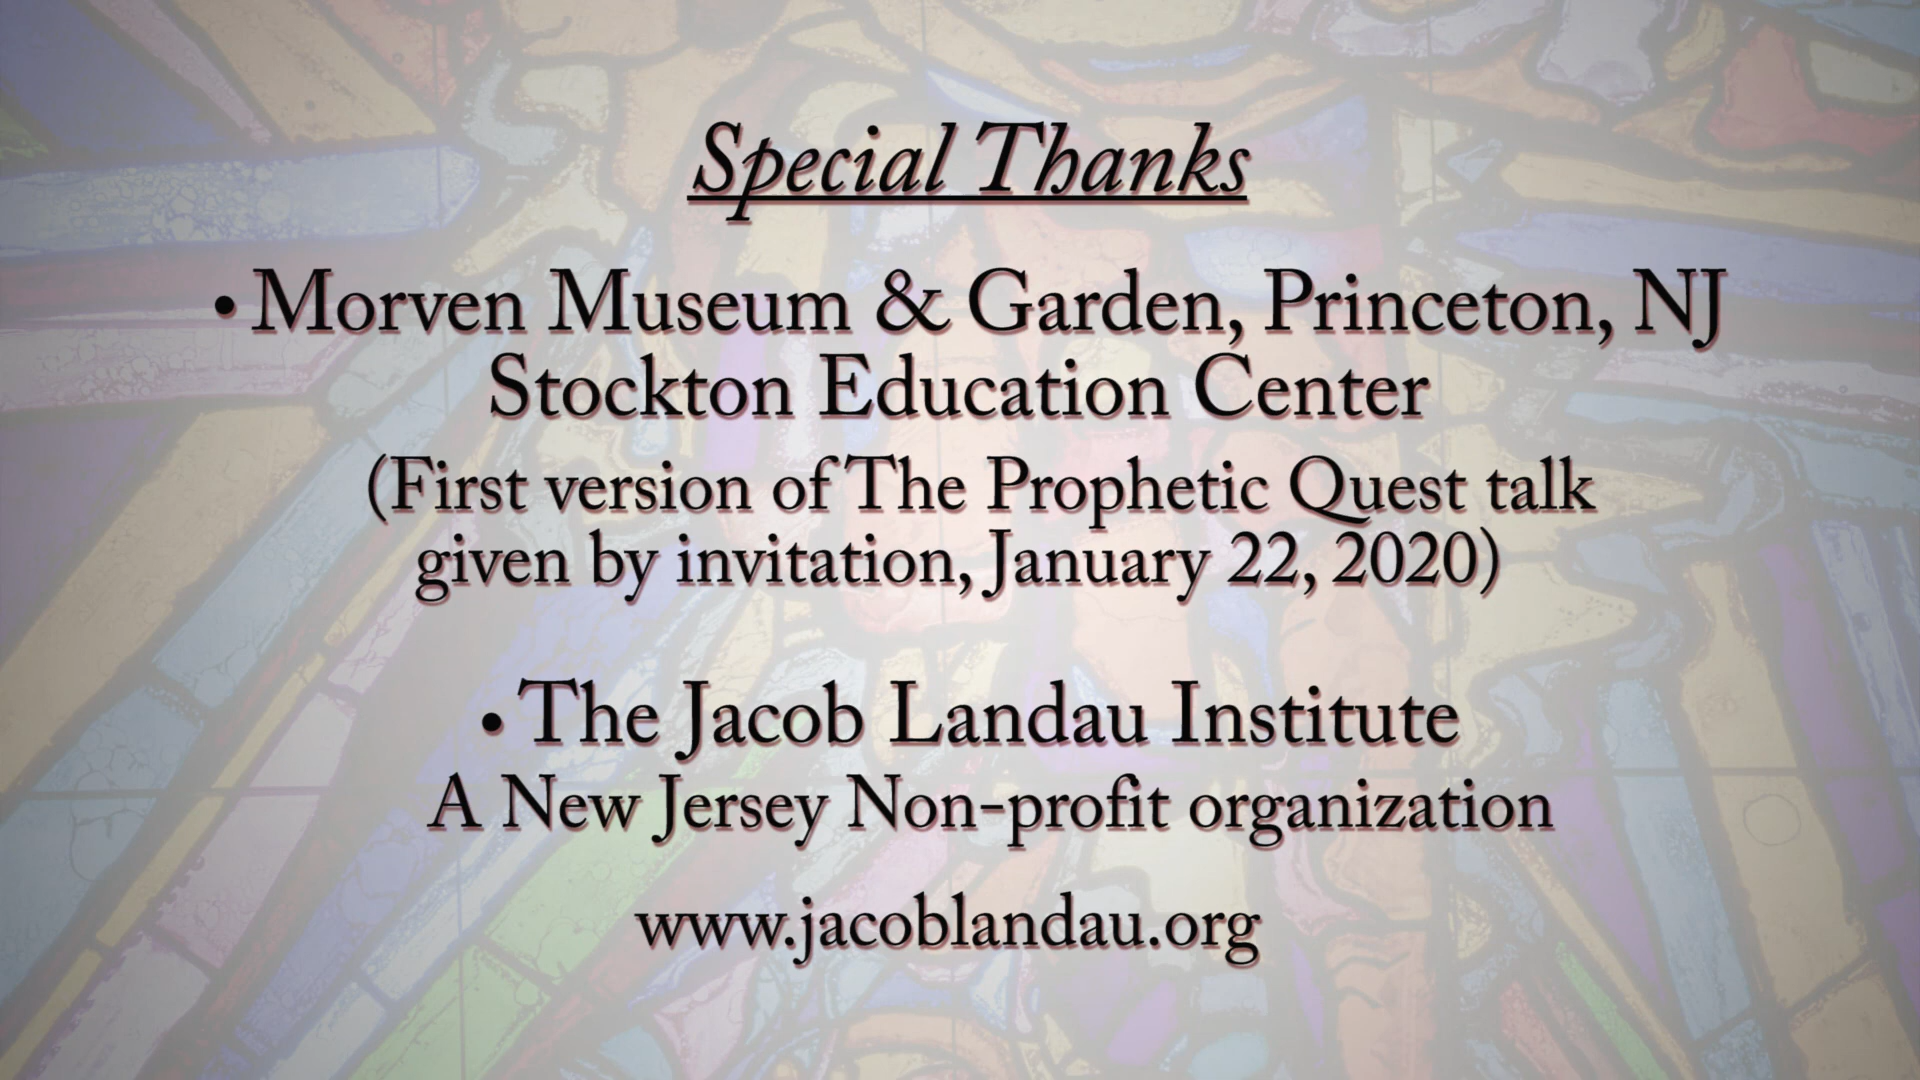 Special Thanks
• Morven Museum & Garden, Princeton, NJ
Stockton Education Center
(First version of The Prophetic Quest talk
given by invitation, January 22, 2020)
• The Jacob Landau Institute
A New Jersey Non-profit organization
www.jacoblandau.org